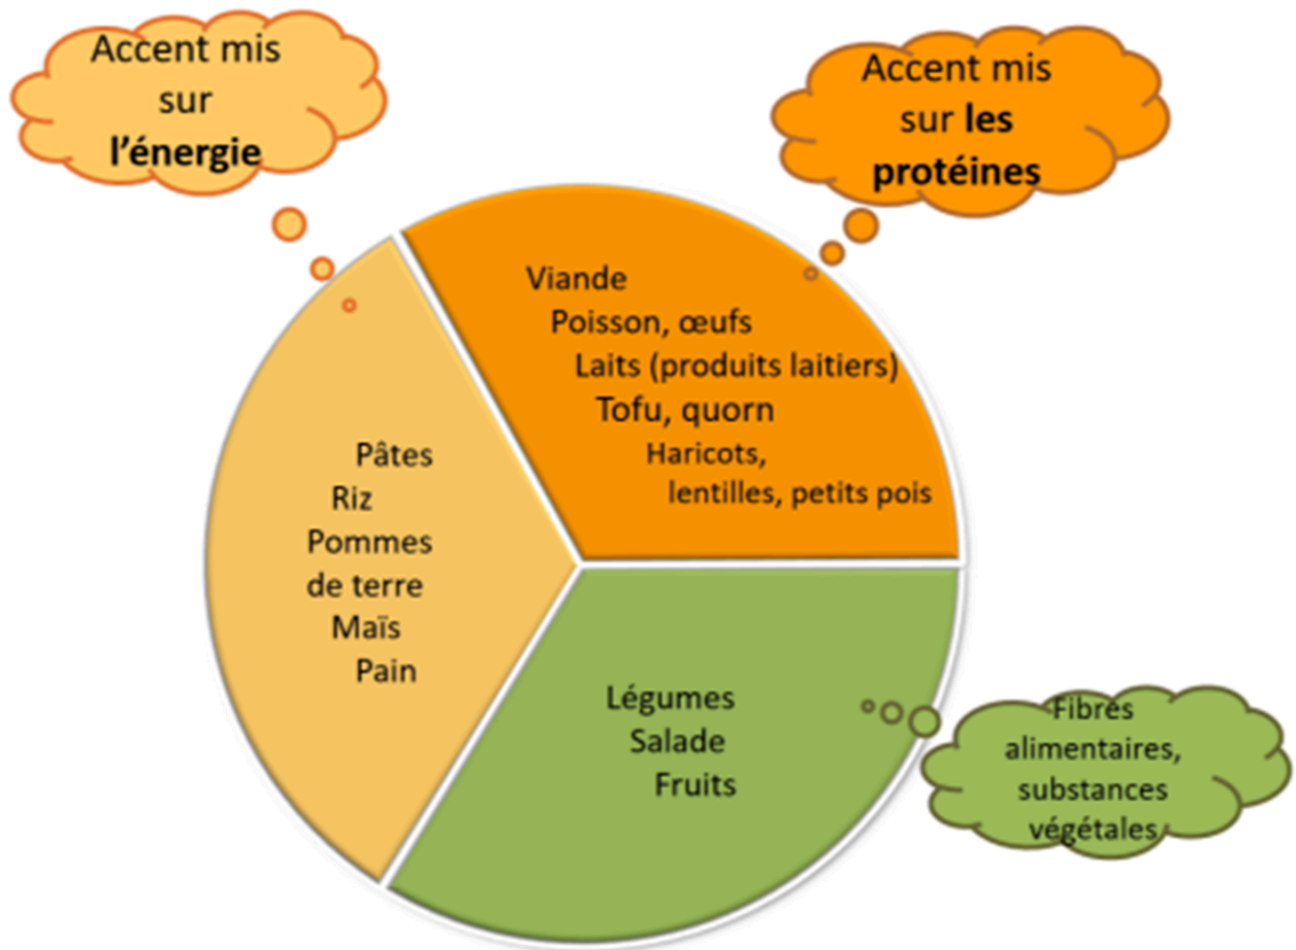 Accent mis
sur
l'énergie
Accent mis
sur les
protéines
Viande
Poisson, œufs
Laits (produits laitiers)
Tofu, quorn
Haricots,
lentilles, petits pois
Pâtes
Riz
Pommes
de terre
Maïs
Pain
Légumes
Salade
Fruits
Fibres
alimentaires,
substances
végétales